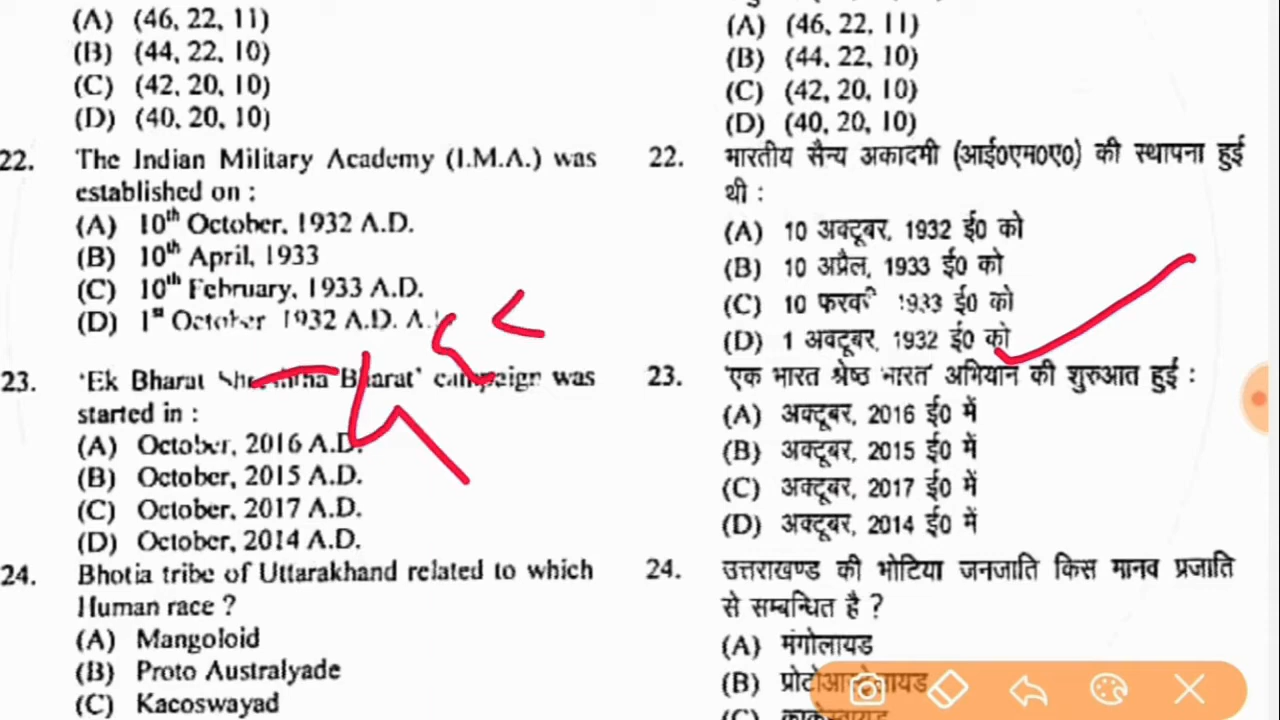 (A) (46, 22, 11)
(B) (44, 22, 10)
(C) (42, 20, 10)
(D) (40, 20, 10)
22. The Indian Military Academy (I.M.A.) was
established on :
(A) 10th October, 1932 A.D.
(B) 10th April, 1933
(C) 10th February, 1933 A.D.
(D) 1st October 1932 A.D. A.
23. 'Ek Bharat Bharat' campaign was
started in :
(A) October, 2016 A.D.
(B) October, 2015 A.D.
(C) October, 2017 A.D.
(D) October, 2014 A.D.
24. Bhotia tribe of Uttarakhand related to which
Human race ?
(A) Mangoloid
(B) Proto Australyade
(C) Kacoswayad
(A) (46, 22, 11)
(B) (44, 22, 10)
(C) (42, 20, 10)
(D) (40, 20, 10)
22. भारतीय सैन्य अकादमी (आई0एम0ए0) की स्थापना हुई
थी :
(A) 10 अक्टूबर, 1932 ई0 को
(B) 10 अप्रैल, 1933 ई0 को
(C) 10 फरवरी 1933 ई0 को
(D) 1 अक्टूबर, 1932 ई0 को
23. 'एक भारत श्रेष्ठ भारत' अभियान की शुरुआत हुई :
(A) अक्टूबर, 2016 ई0 में
(B) अक्टूबर, 2015 ई0 में
(C) अक्टूबर, 2017 ई0 में
(D) अक्टूबर, 2014 ई0 में
24. उत्तराखण्ड की भोटिया जनजाति किस मानव प्रजाति
से सम्बन्धित है ?
(A) मंगोलायड
(B)
(C)